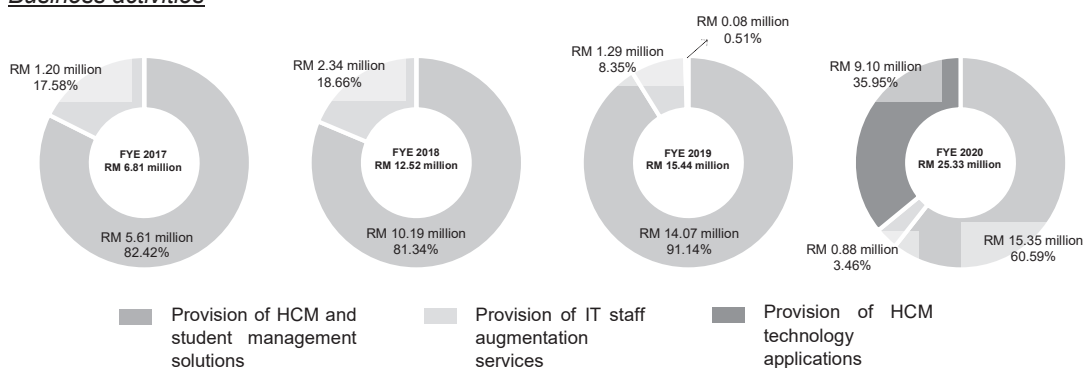 Business activities
RM 0.08 million
0.51%
RM 1.20 million
17.58%
FYE 2017
RM 6.81 million
RM 5.61 million
82.42%
RM 2.34 million
18.66%
FYE 2018
RM 12.52 million
RM 10.19 million
81.34%
RM 1.29 million
8.35%
FYE 2019
RM 15.44 million
RM 14.07 million
91.14%
RM 9.10 million
35.95%
FYE 2020
RM 25.33 million
RM 0.88 million
3.46%
RM 15.35 million
60.59%
Provision of HCM and
student management
solutions
Provision of IT staff
augmentation
services
Provision of HCM
technology
applications